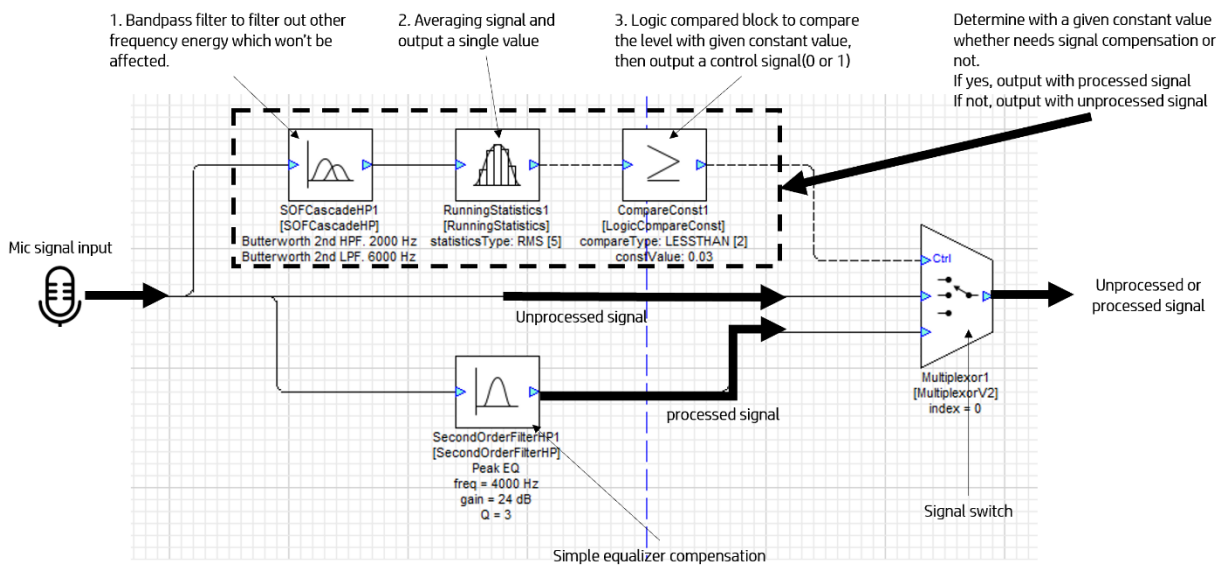 1. Bandpass filter to filter out other
frequency energy which won't be
affected.
2. Averaging signal and
output a single value
3. Logic compared block to compare
the level with given constant value,
then output a control signal(0 or 1)
Determine with a given constant value
whether needs signal compensation or
not.
If yes, output with processed signal
If not, output with unprocessed signal
SOFCascadeHP1
[SOFCascadeHP]
Butterworth 2nd HPF. 2000 Hz
Butterworth 2nd LPF. 6000 Hz
RunningStatistics1
[RunningStatistics]
statisticsType: RMS [5]
CompareConst1
[LogicCompareConst]
compareType: LESSTHAN [2]
constValue: 0.03
Mic signal input
Ctrl
Unprocessed signal
Unprocessed or
processed signal
Multiplexor1
[MultiplexorV2]
index = 0
processed signal
SecondOrderFilterHP1
[SecondOrderFilterHP]
Peak EQ
freq = 4000 Hz
gain = 24 dB
Q = 3
Signal switch
Simple equalizer compensation